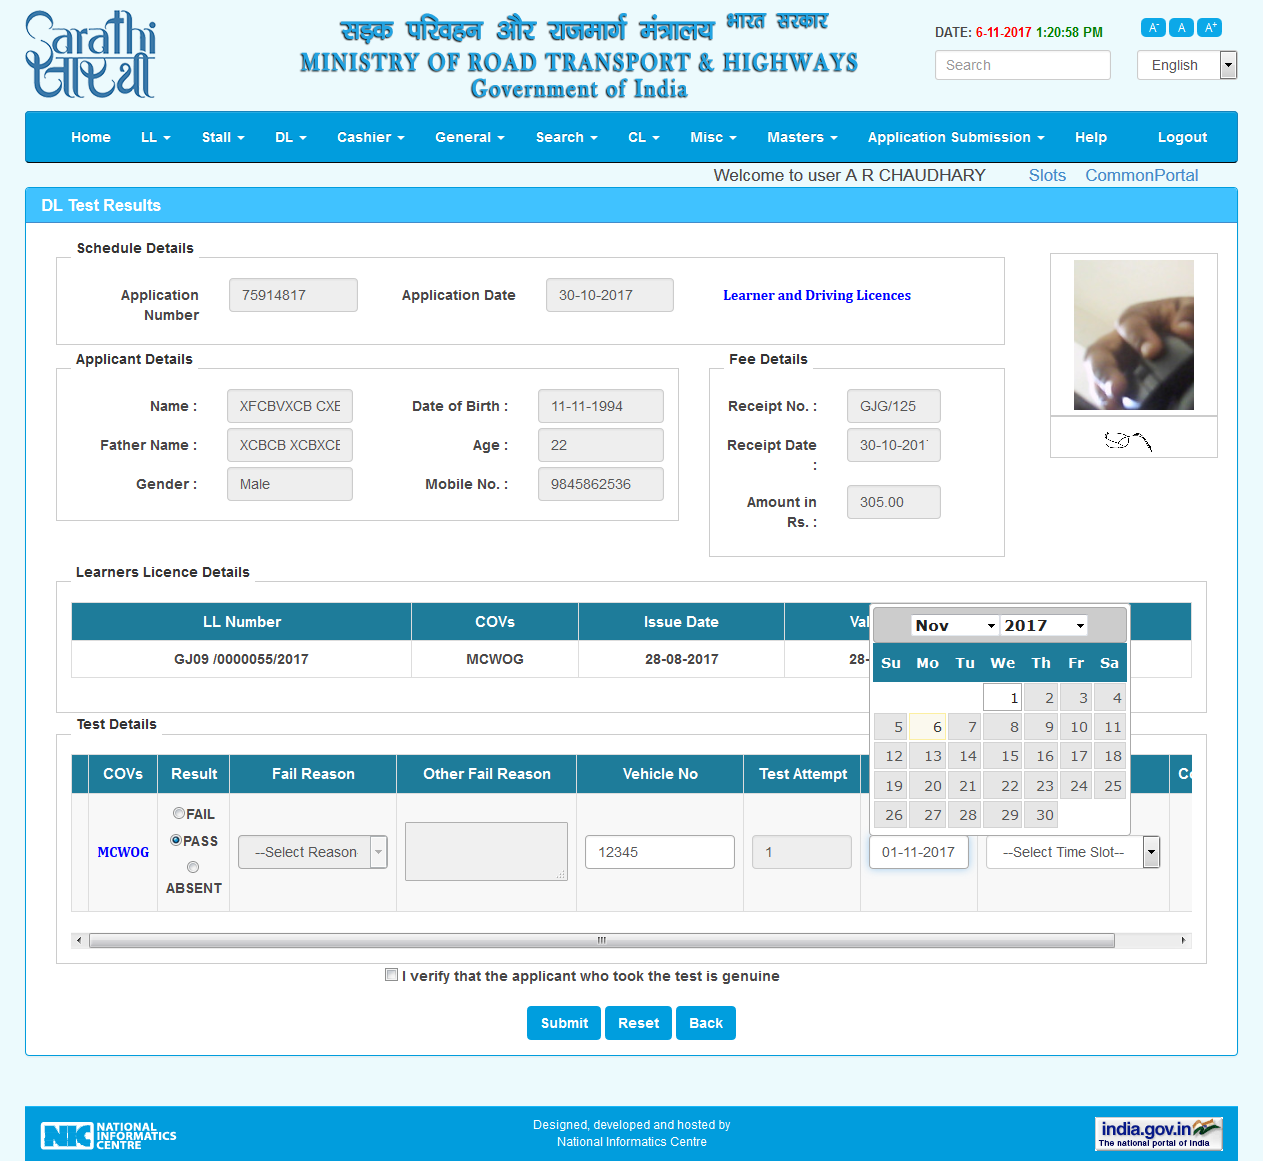 Sarathi
सारथी
सड़क परिवहन और राजमार्ग मंत्रालय भारत सरकार
MINISTRY OF ROAD TRANSPORT & HIGHWAYS
Government of India
DATE: 6-11-2017 1:20:58 PM
A- A A+
Search
English
Home LL Stall DL Cashier General Search CL Misc Masters Application Submission Help Logout
Welcome to user A R CHAUDHARY Slots CommonPortal
DL Test Results
Schedule Details
Application Number 75914817 Application Date 30-10-2017 Learner and Driving Licences
Applicant Details
Name : XFCBVXCB CXB Date of Birth : 11-11-1994
Father Name : XCBCB XCBXCB Age : 22
Gender : Male Mobile No. : 9845862536
Fee Details
Receipt No. : GJG/125
Receipt Date : 30-10-2017
Amount in Rs. : 305.00
Learners Licence Details
LL Number COVs Issue Date Val
GJ09 /0000055/2017 MCWOG 28-08-2017 28-
Nov 2017
Su Mo Tu We Th Fr Sa
1 2 3 4
5 6 7 8 9 10 11
12 13 14 15 16 17 18
19 20 21 22 23 24 25
26 27 28 29 30
Test Details
COVs Result Fail Reason Other Fail Reason Vehicle No Test Attempt
MCWOG FAIL
PASS
ABSENT
--Select Reason 12345 1 01-11-2017 --Select Time Slot--
I verify that the applicant who took the test is genuine
Submit Reset Back
NIC NATIONAL INFORMATICS CENTRE
Designed, developed and hosted by
National Informatics Centre
india.gov.in
The national portal of India